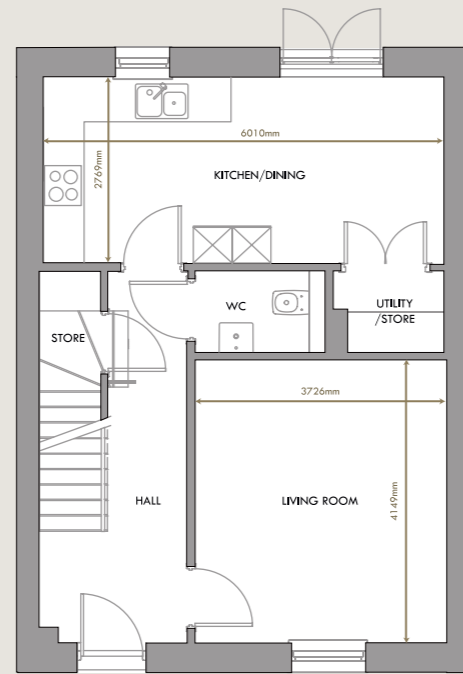 6010mm
2769mm
KITCHEN/DINING
WC
UTILITY
/STORE
STORE
3726mm
4149mm
HALL
LIVING ROOM